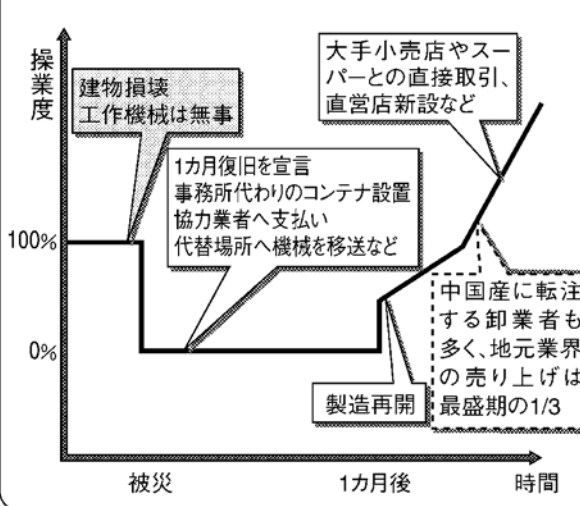 操業度
建物損壊
工作機械は無事
大手小売店やスー
パーとの直接取引、
直営店新設など
1カ月復旧を宣言
事務所代わりのコンテナ設置
協力業者へ支払い
代替場所へ機械を移送など
100%
0%
中国産に転注
する卸業者も
多く、地元業界
の売り上げは
最盛期の1/3
製造再開
被災
1カ月後
時間